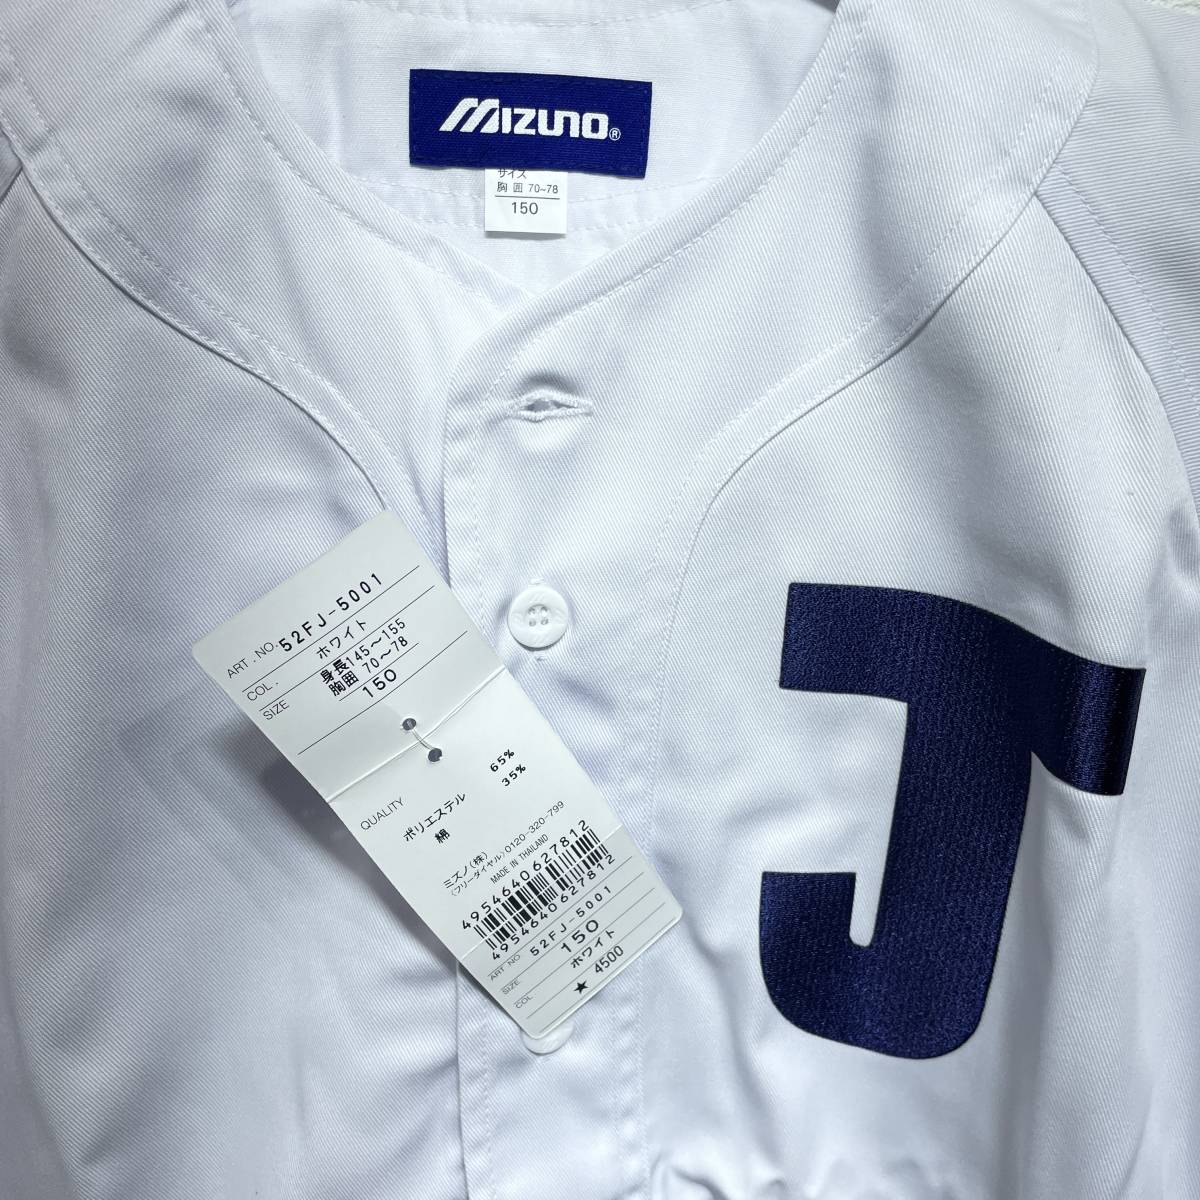 MIZUNO®
サイズ
胸囲 70~78
150
ART.NO. 52FJ-5001
COL. ホワイト
SIZE 身長145~155
胸囲 70~78
150
QUALITY
ポリエステル 65%
綿 35%
ミズノ(株)
(フリーダイヤル)0120-320-799
MADE IN THAILAND
4954640627812
4954640627812
ART NO 52FJ-5001
SIZE 150
COL ホワイト
★ 4500
J